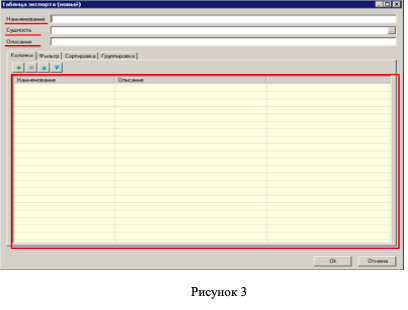 Таблица экспорта (новый)
Наименование
Сущность
Описание
Колонки Фильтр Сортировка Группировка
Наименование Описание
Ok Отмена
Рисунок 3